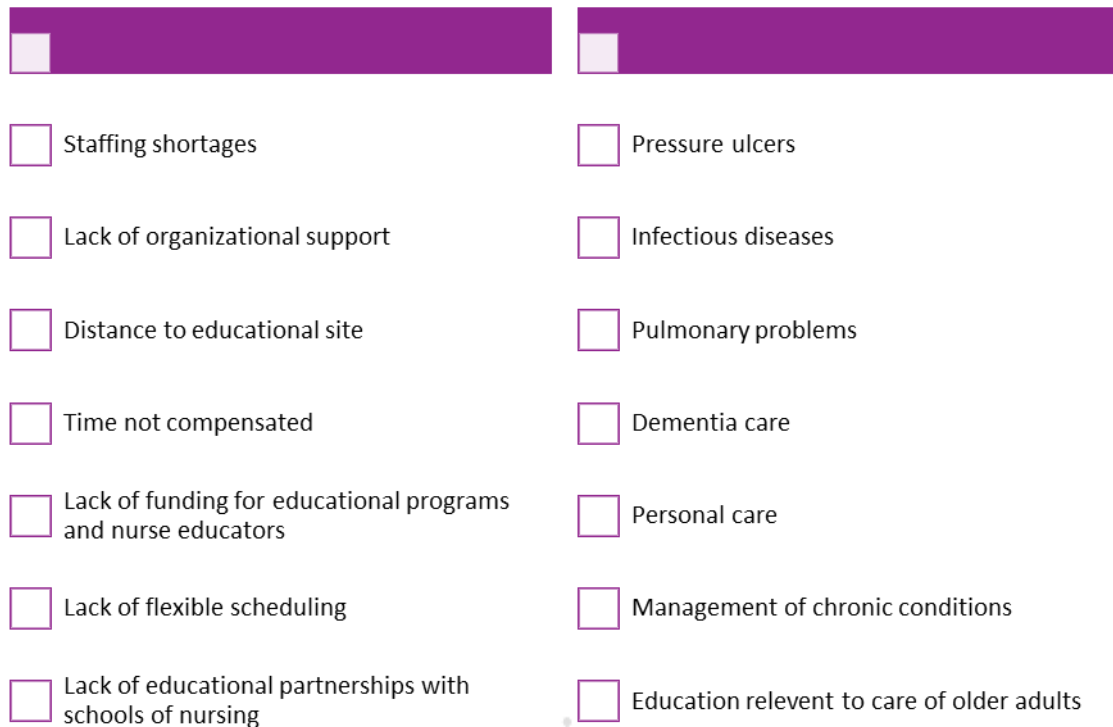 Staffing shortages
Lack of organizational support
Distance to educational site
Time not compensated
Lack of funding for educational programs
and nurse educators
Lack of flexible scheduling
Lack of educational partnerships with
schools of nursing
Pressure ulcers
Infectious diseases
Pulmonary problems
Dementia care
Personal care
Management of chronic conditions
Education relevent to care of older adults